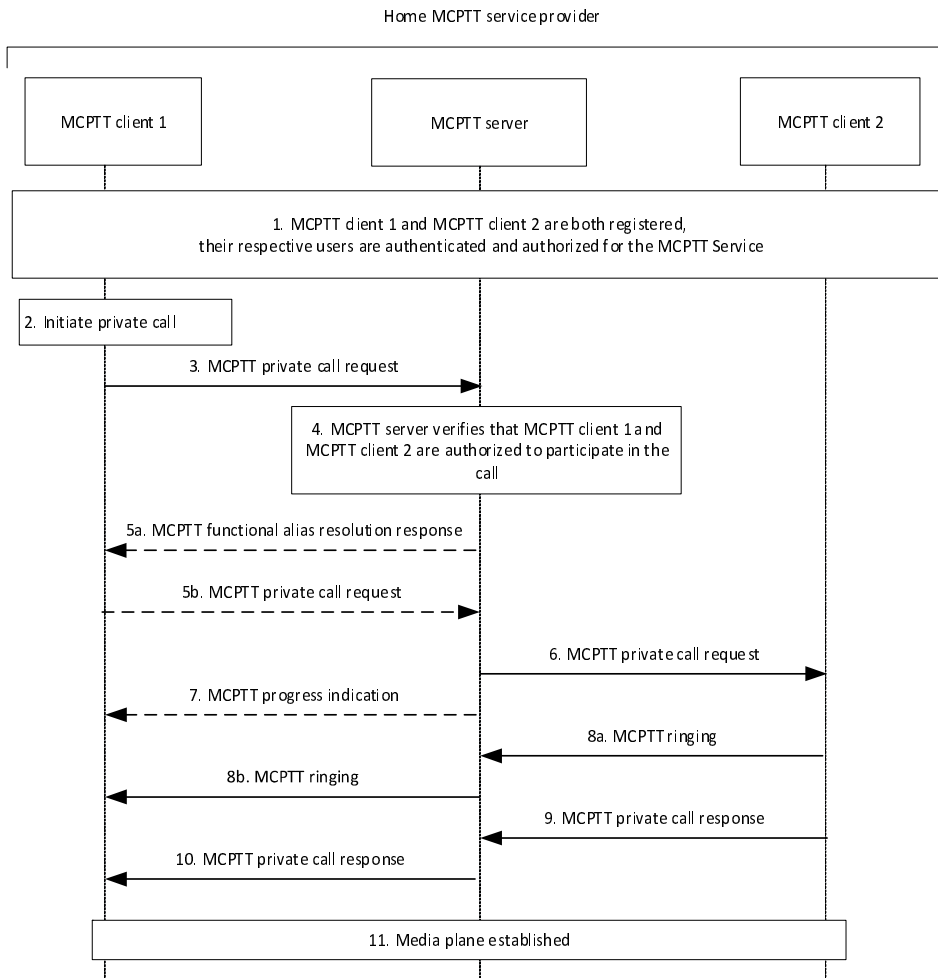 Home MCPTT service provider
MCPTT client 1
MCPTT server
MCPTT client 2
1. MCPTT client 1 and MCPTT client 2 are both registered,
their respective users are authenticated and authorized for the MCPTT Service
2. Initiate private call
3. MCPTT private call request
4. MCPTT server verifies that MCPTT client 1 and
MCPTT client 2 are authorized to participate in the
call
5a. MCPTT functional alias resolution response
5b. MCPTT private call request
6. MCPTT private call request
7. MCPTT progress indication
8a. MCPTT ringing
8b. MCPTT ringing
9. MCPTT private call response
10. MCPTT private call response
11. Media plane established